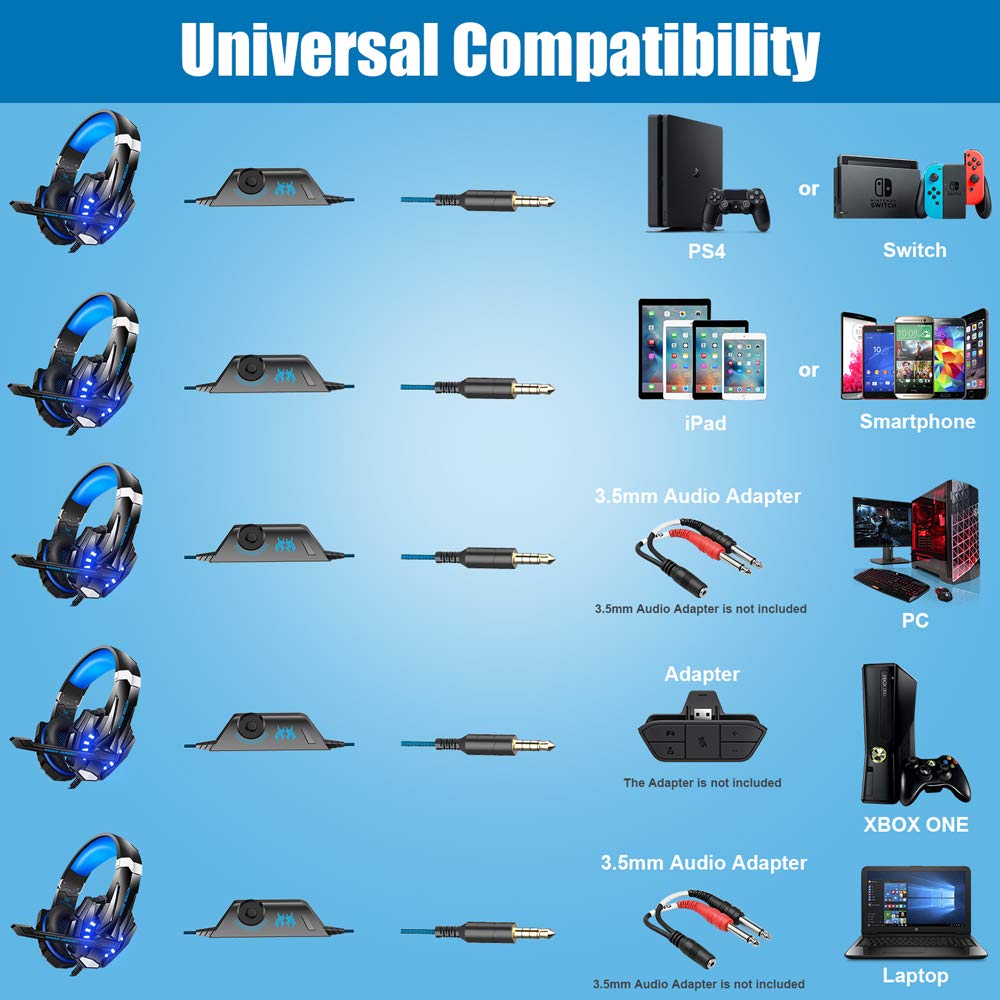 Universal Compatibility
or
NINTENDO
SWITCH
PS4
Switch
or
iPad
Smartphone
3.5mm Audio Adapter
3.5mm Audio Adapter is not included
PC
Adapter
The Adapter is not included
XBOX ONE
3.5mm Audio Adapter
3.5mm Audio Adapter is not included
Laptop